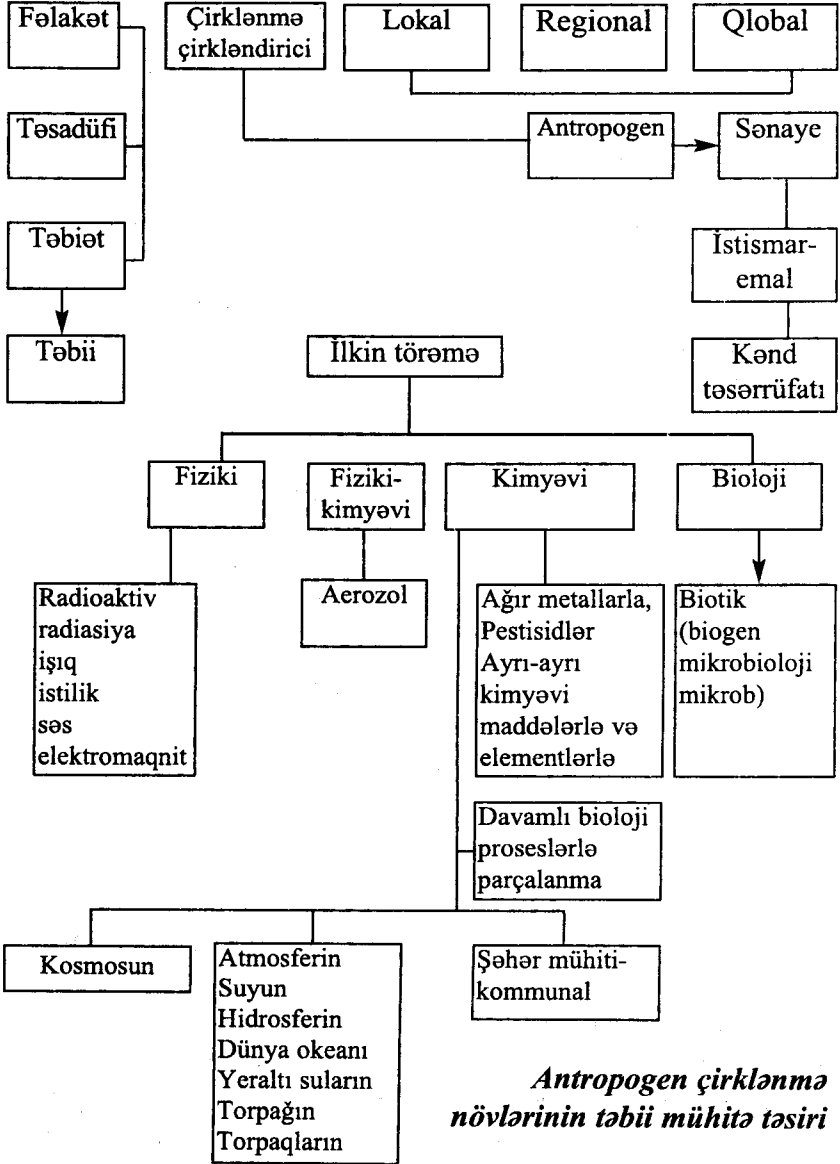 Fəlakət
Çirklənmə
çirkləndirici
Lokal
Regional
Qlobal
Təsadüfi
Antropogen
Sənaye
Təbiət
İstismar-
emal
Təbii
İlkin törəmə
Kənd
təsərrüfatı
Fiziki
Fiziki-
kimyəvi
Kimyəvi
Bioloji
Radioaktiv
radiasiya
işıq
istilik
səs
elektromaqnit
Aerozol
Ağır metallarla,
Pestisidlər
Ayrı-ayrı
kimyəvi
maddələrlə və
elementlərlə
Biotik
(biogen
mikrobioloji
mikrob)
Davamlı bioloji
proseslərlə
parçalanma
Kosmosun
Atmosferin
Suyun
Hidrosferin
Dünya okeanı
Yeraltı suların
Torpağın
Torpaqların
Şəhər mühiti-
kommunal
Antropogen çirklənmə
növlərinin təbii mühitə təsiri